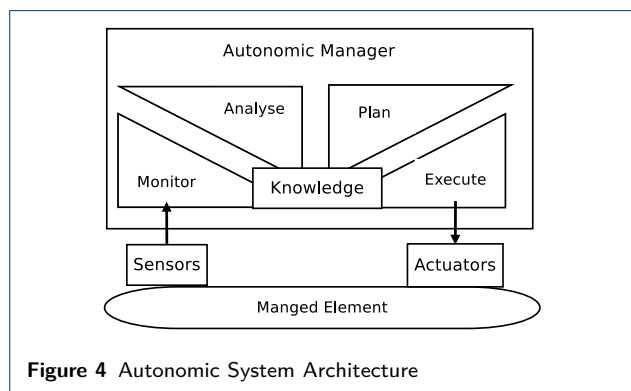 Autonomic Manager
Analyse
Plan
Monitor
Knowledge
Execute
Sensors
Actuators
Manged Element
Figure 4 Autonomic System Architecture